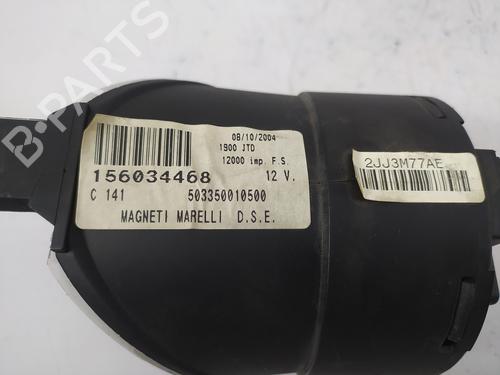 B-PARTS
08/10/2004
1900 JTD
12000 imp. F.S.
156034468 12 V.
C 141 503350010500
MAGNETI MARELLI D.S.E.
2JJ3M77AE